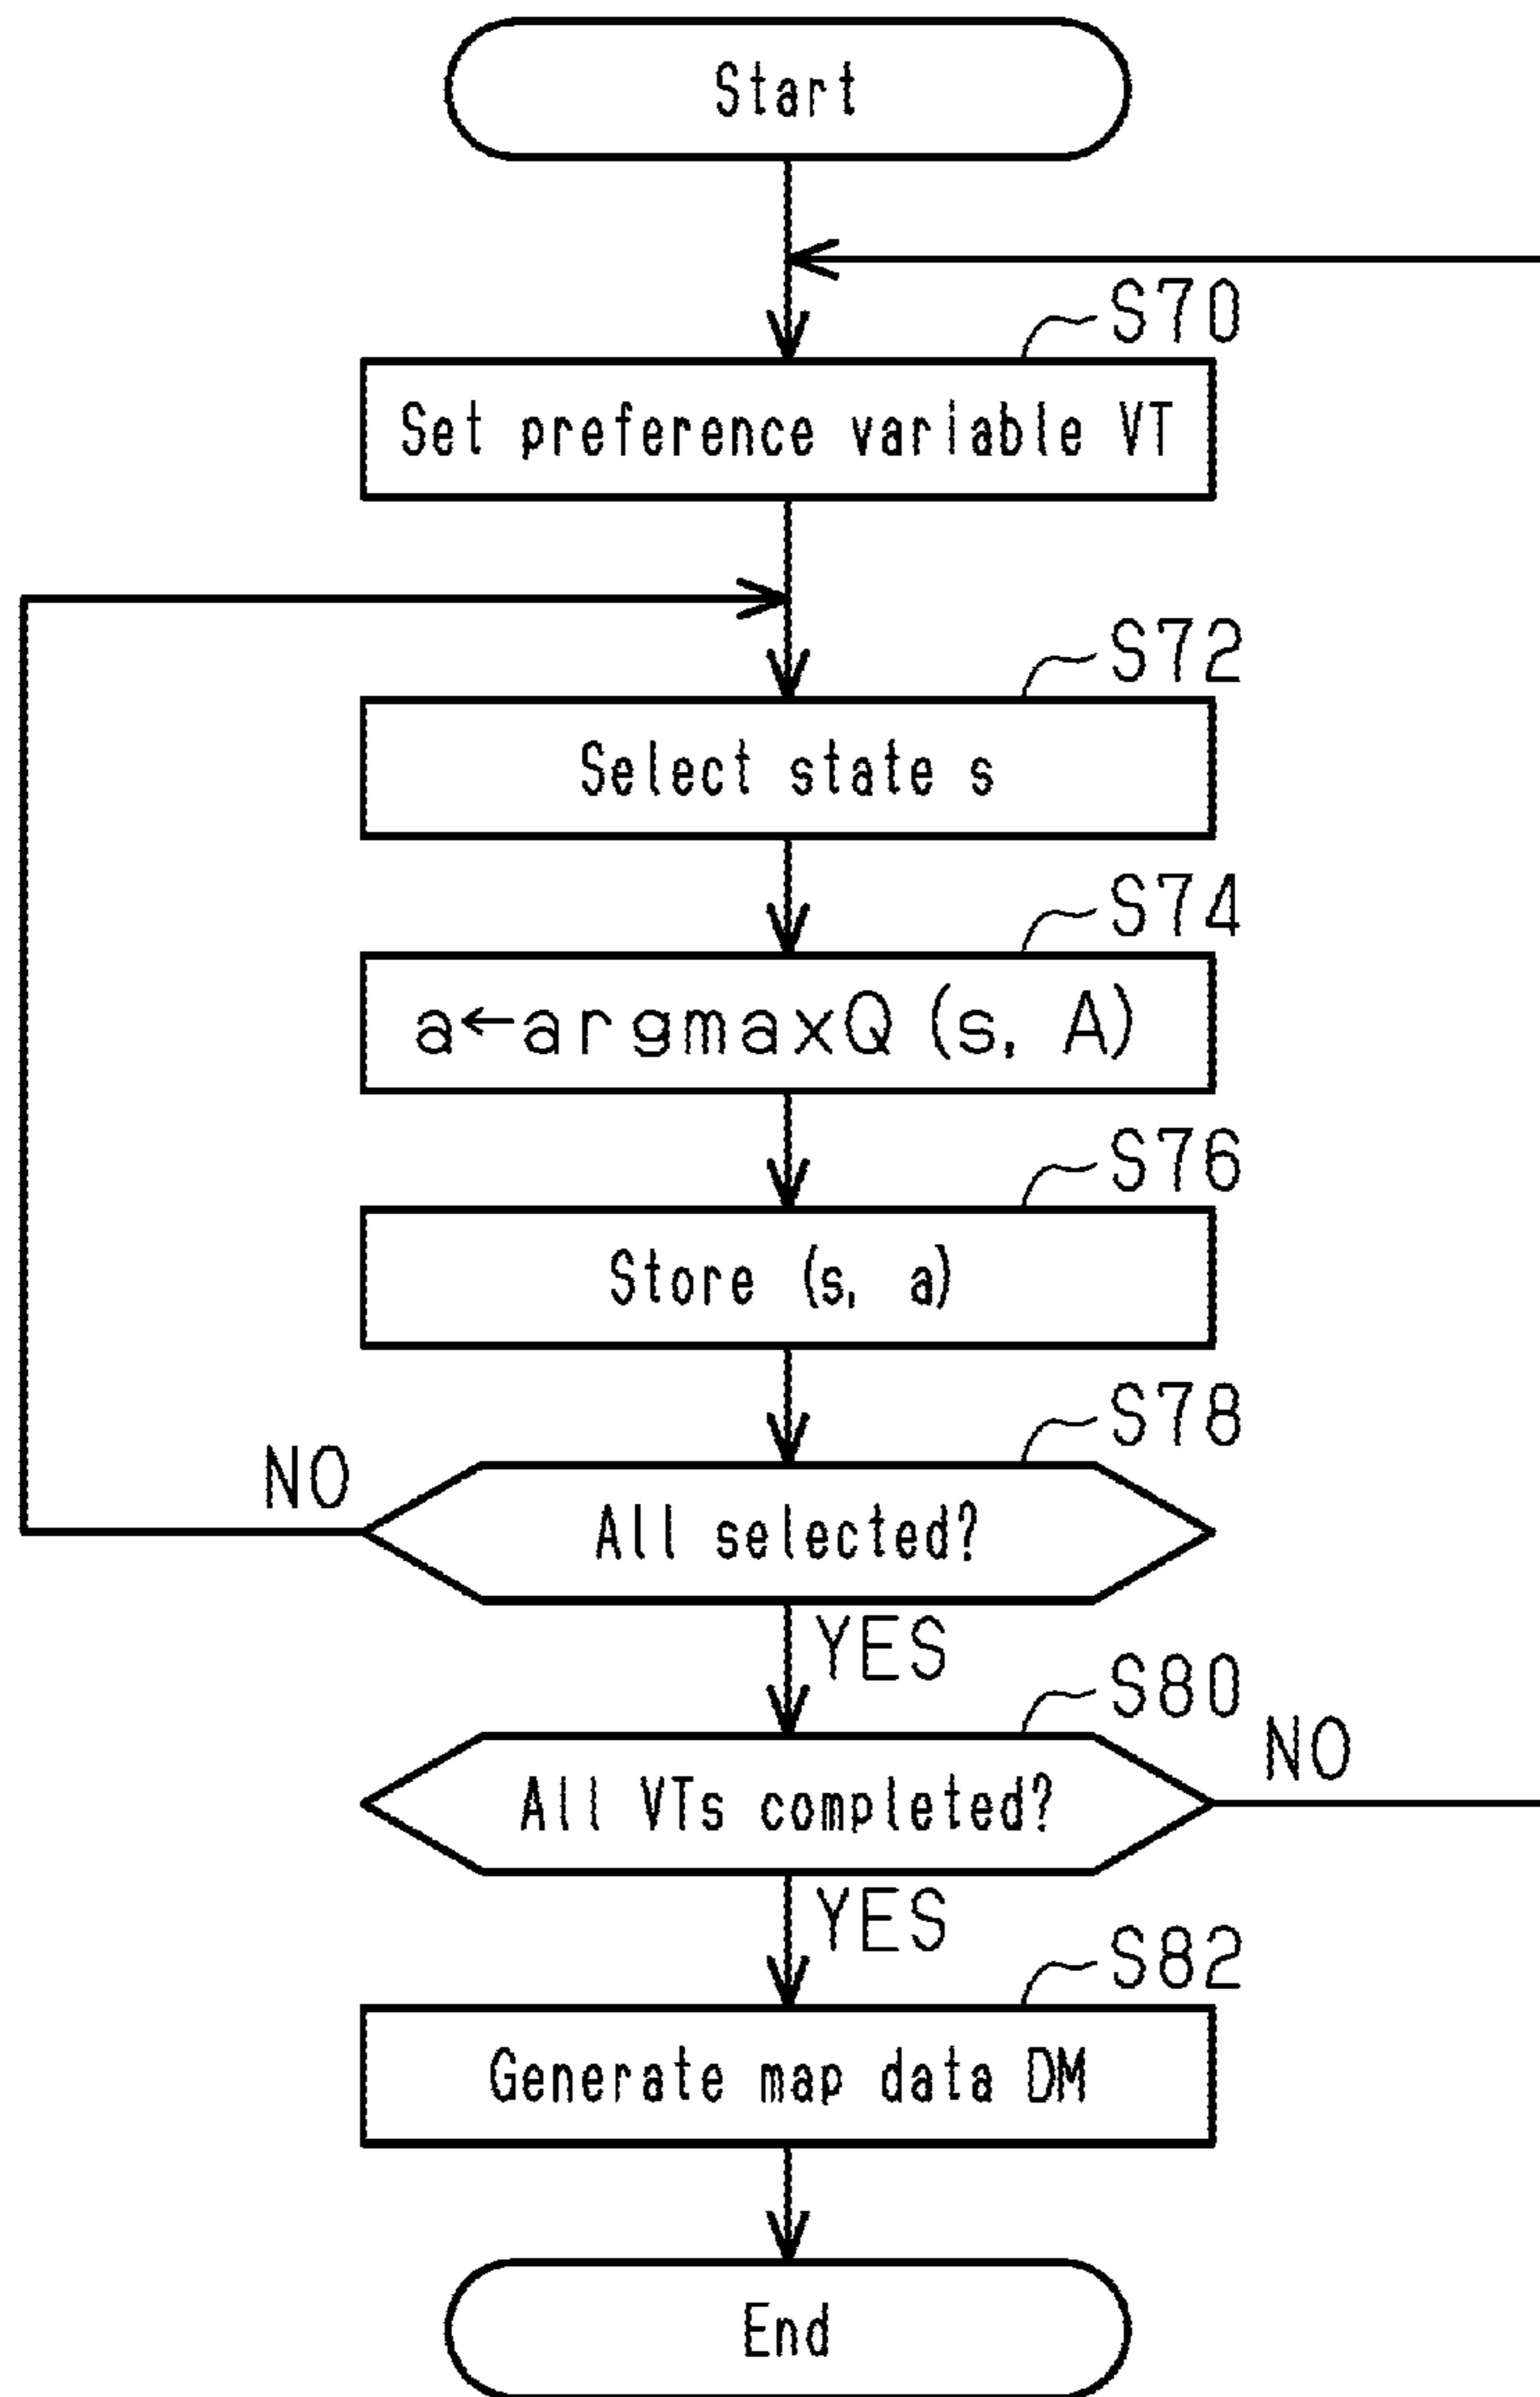 Start
S70
Set preference variable VT
S72
Select state s
S74
a←argmaxQ (s, A)
S76
Store (s, a)
S78
NO
All selected?
YES
S80
NO
All VTs completed?
YES
S82
Generate map data DM
End